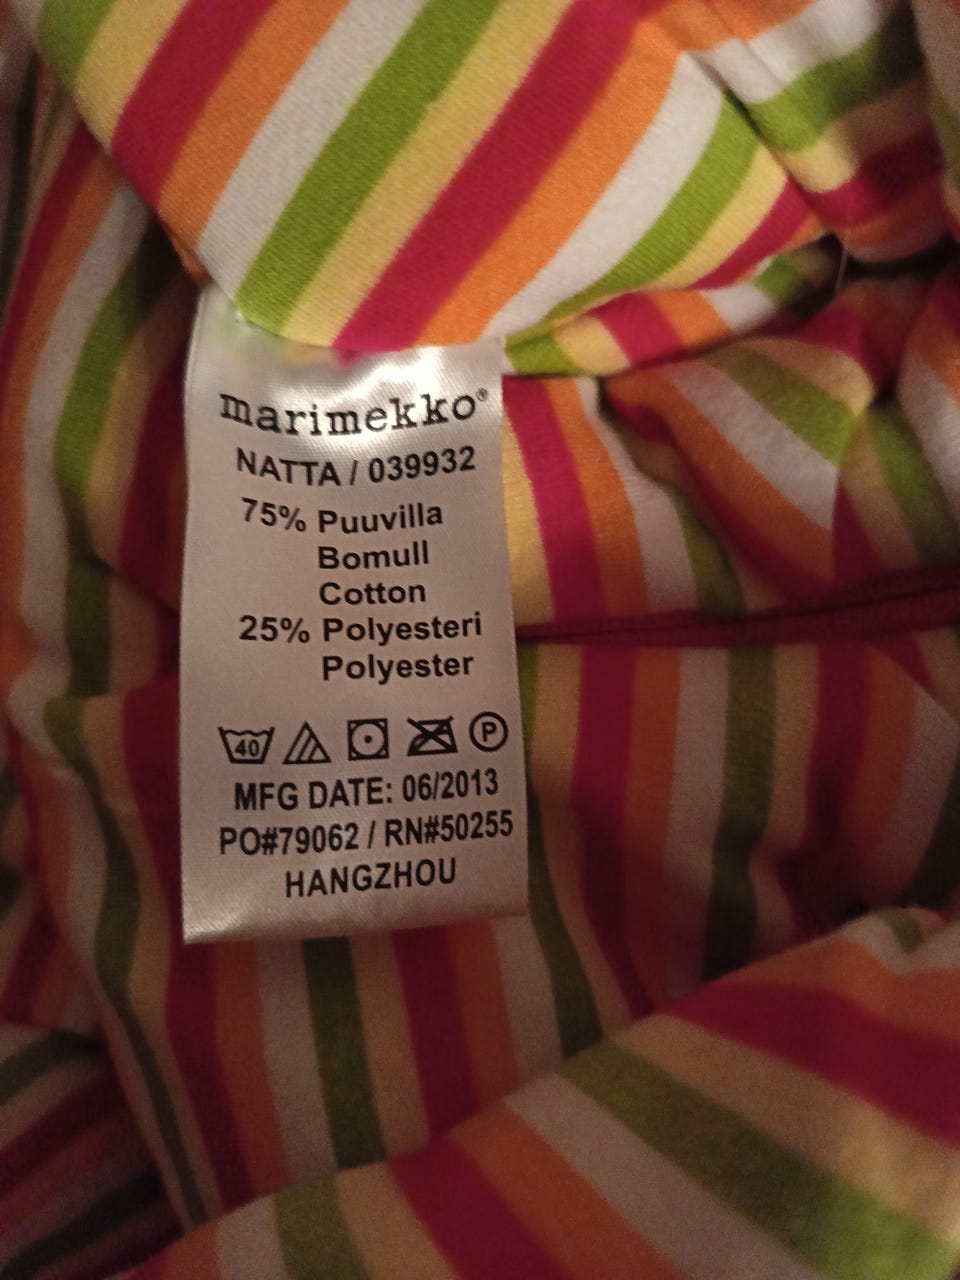 marimekko®
NATTA / 039932
75% Puuvilla
Bomull
Cotton
25% Polyesteri
Polyester
40 P
MFG DATE: 06/2013
PO#79062 / RN#50255
HANGZHOU